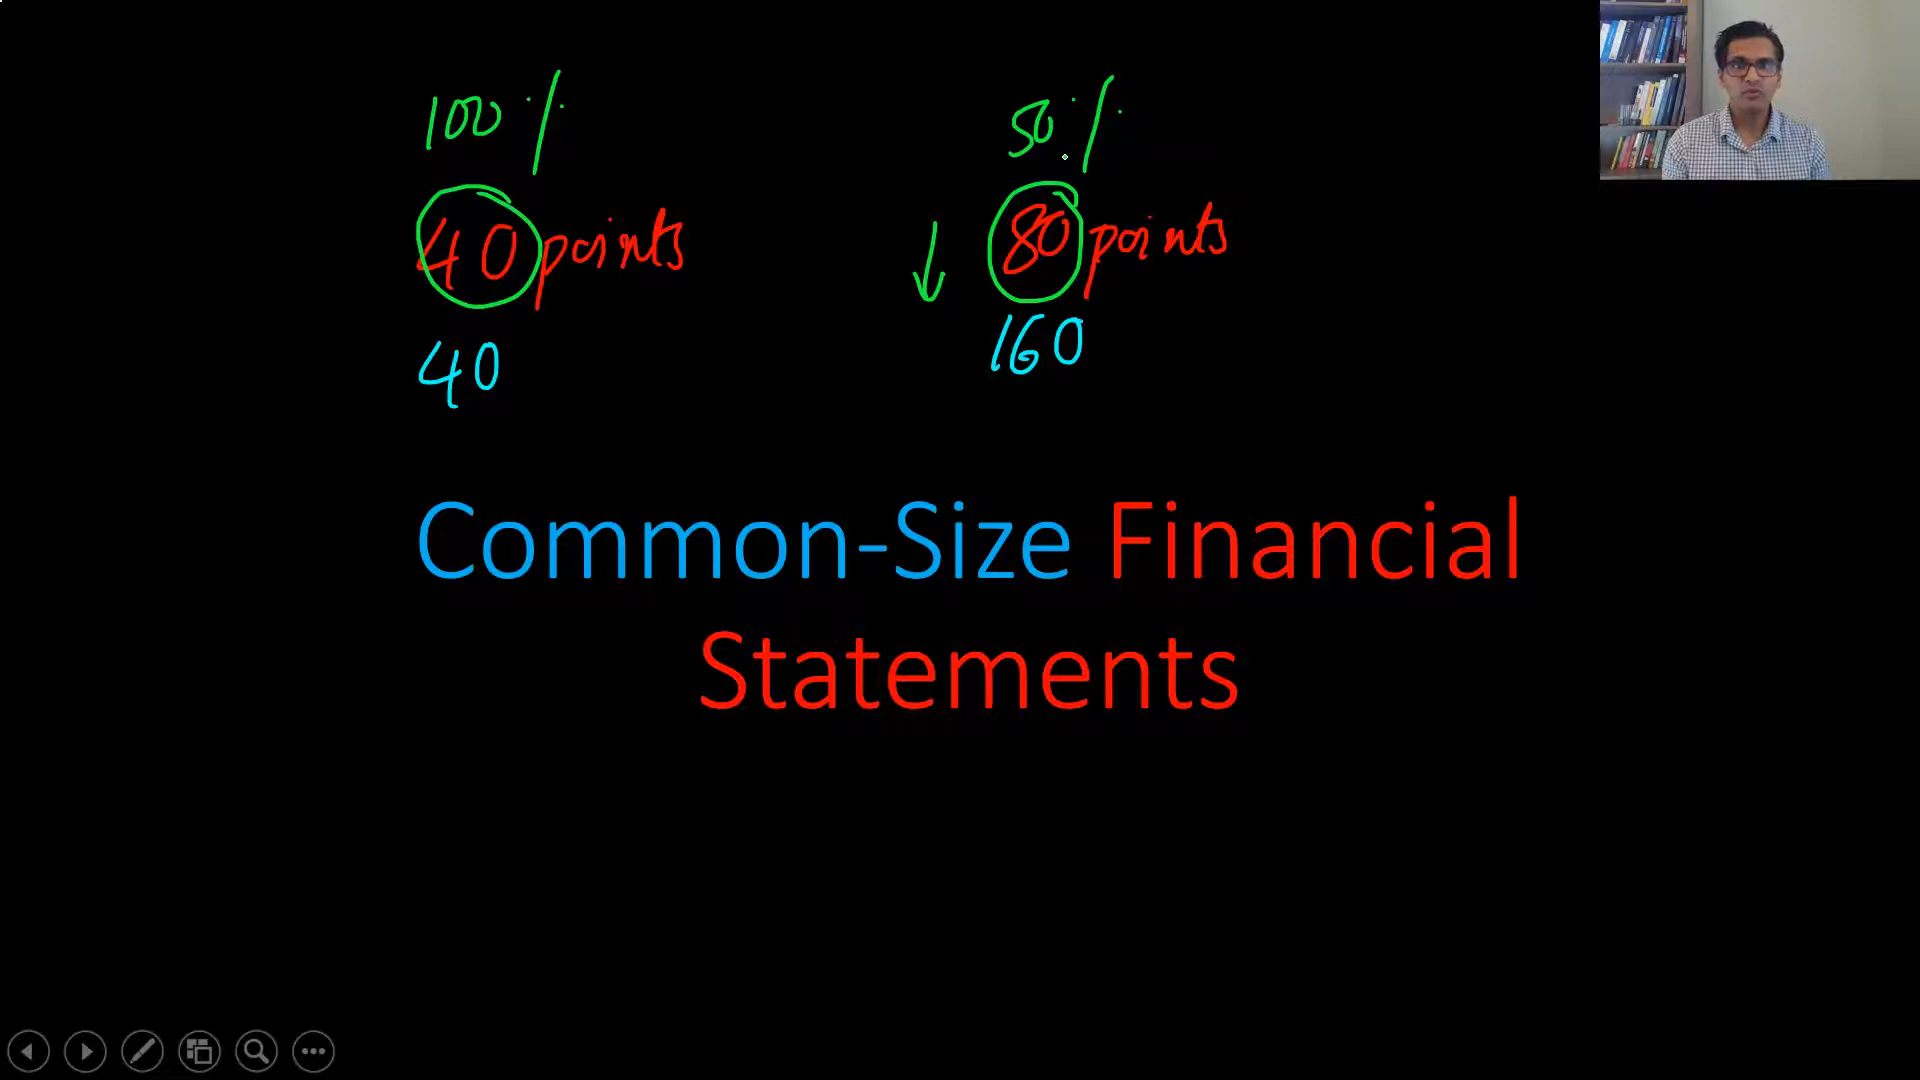 100% 50%
40 points 80 points
40 160
Common-Size Financial
Statements